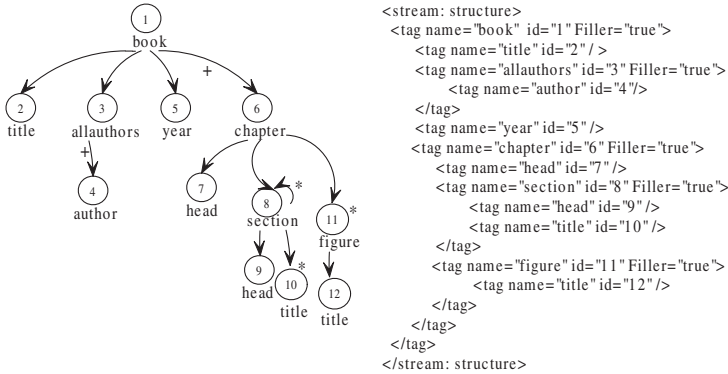 1
book
+
2
3
5
6
title
allauthors
year
chapter
+
4
author
7
head
8
*
section
11
*
figure
9
head
10
*
title
12
title
<stream: structure>
<tag name="book" id="1" Filler="true">
<tag name="title" id="2" / >
<tag name="allauthors" id="3" Filler="true">
<tag name="author" id="4"/>
</tag>
<tag name="year" id="5" />
<tag name="chapter" id="6" Filler="true">
<tag name="head" id="7" />
<tag name="section" id="8" Filler="true">
<tag name="head" id="9" />
<tag name="title" id="10" />
</tag>
<tag name="figure" id="11" Filler="true">
<tag name="title" id="12" />
</tag>
</tag>
</tag>
</stream: structure>